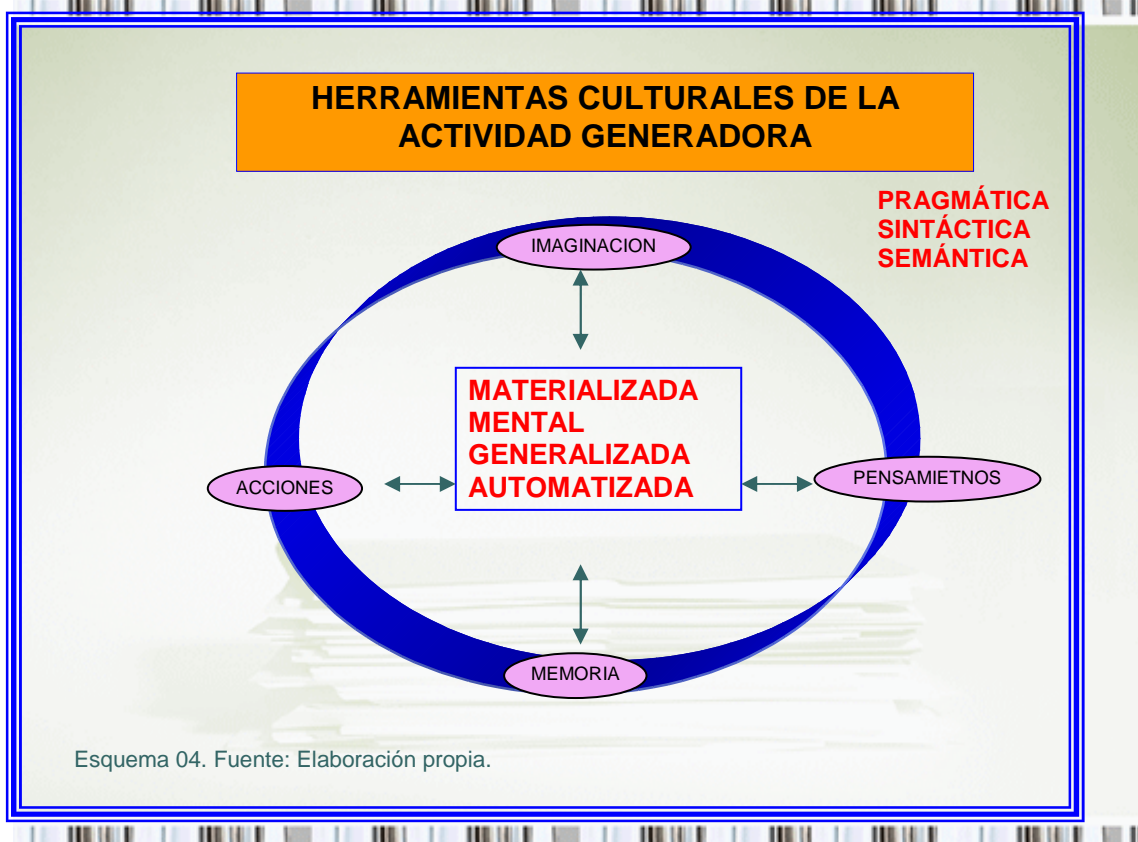 HERRAMIENTAS CULTURALES DE LA
ACTIVIDAD GENERADORA
PRAGMÁTICA
SINTÁCTICA
SEMÁNTICA
IMAGINACION
MATERIALIZADA
MENTAL
GENERALIZADA
AUTOMATIZADA
ACCIONES
PENSAMIETNOS
MEMORIA
Esquema 04. Fuente: Elaboración propia.